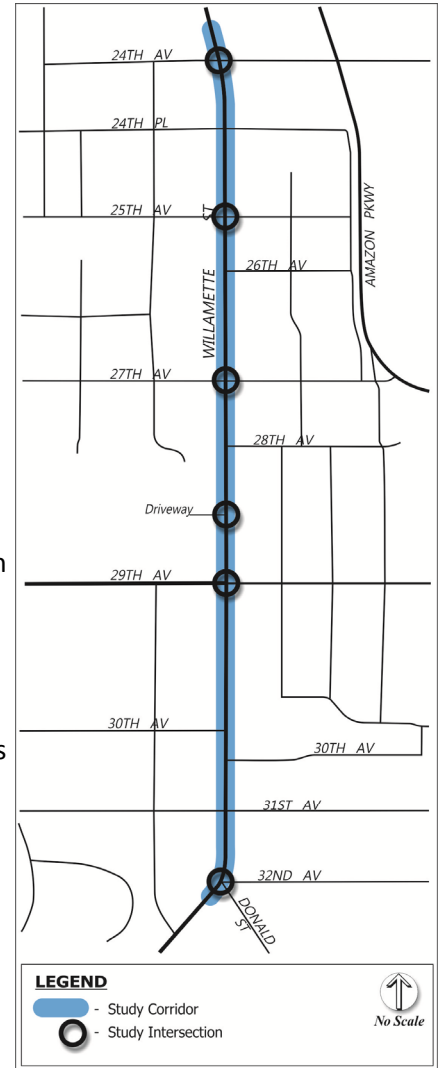 24TH AV
24TH PL
25TH AV
ST
AMAZON PKWY
26TH AV
WILLAMETTE
27TH AV
28TH AV
Driveway
n
29TH AV
30TH AV
s
30TH AV
31ST AV
32ND AV
DONALD
ST
LEGEND
- Study Corridor
- Study Intersection
No Scale